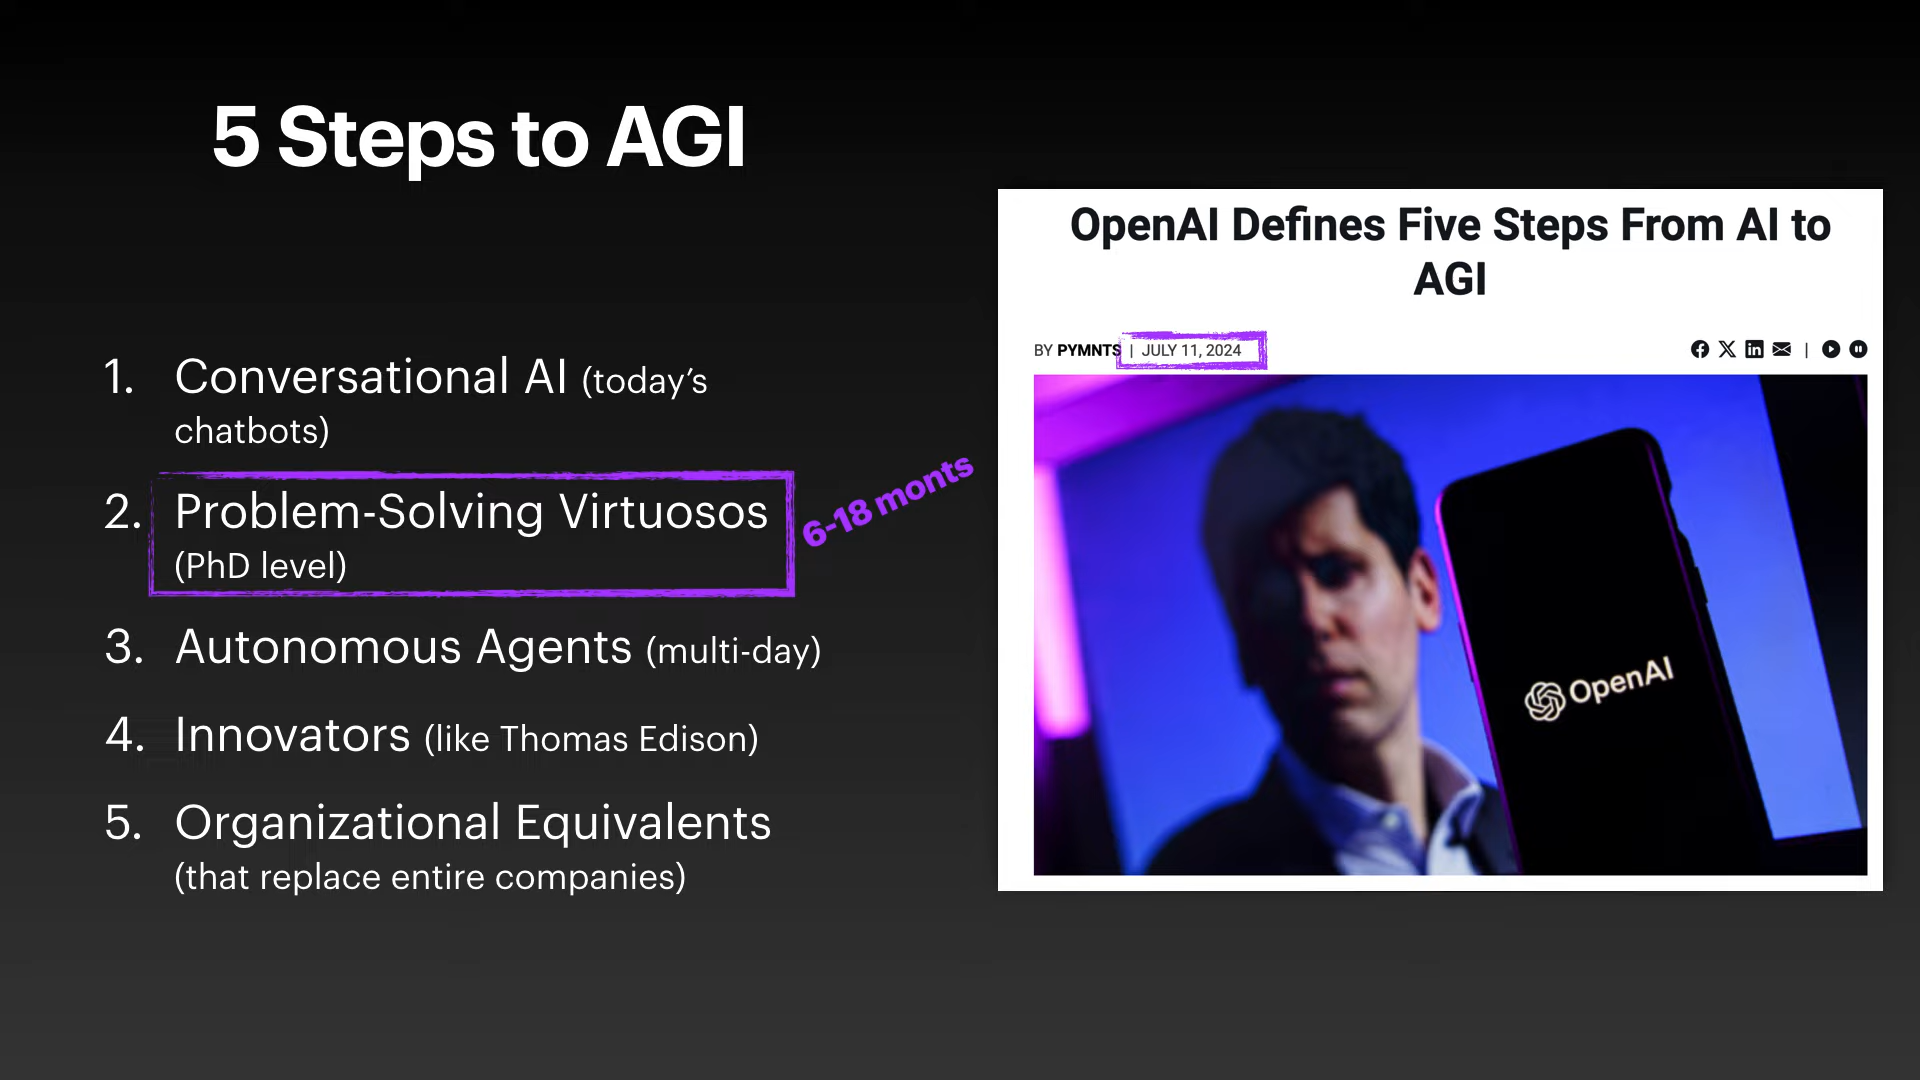 5 Steps to AGI
1. Conversational AI (today’s
chatbots)
2. Problem-Solving Virtuosos
(PhD level)
6-18 monts
3. Autonomous Agents (multi-day)
4. Innovators (like Thomas Edison)
5. Organizational Equivalents
(that replace entire companies)
OpenAI Defines Five Steps From AI to
AGI
BY PYMNTS | JULY 11, 2024
OpenAI